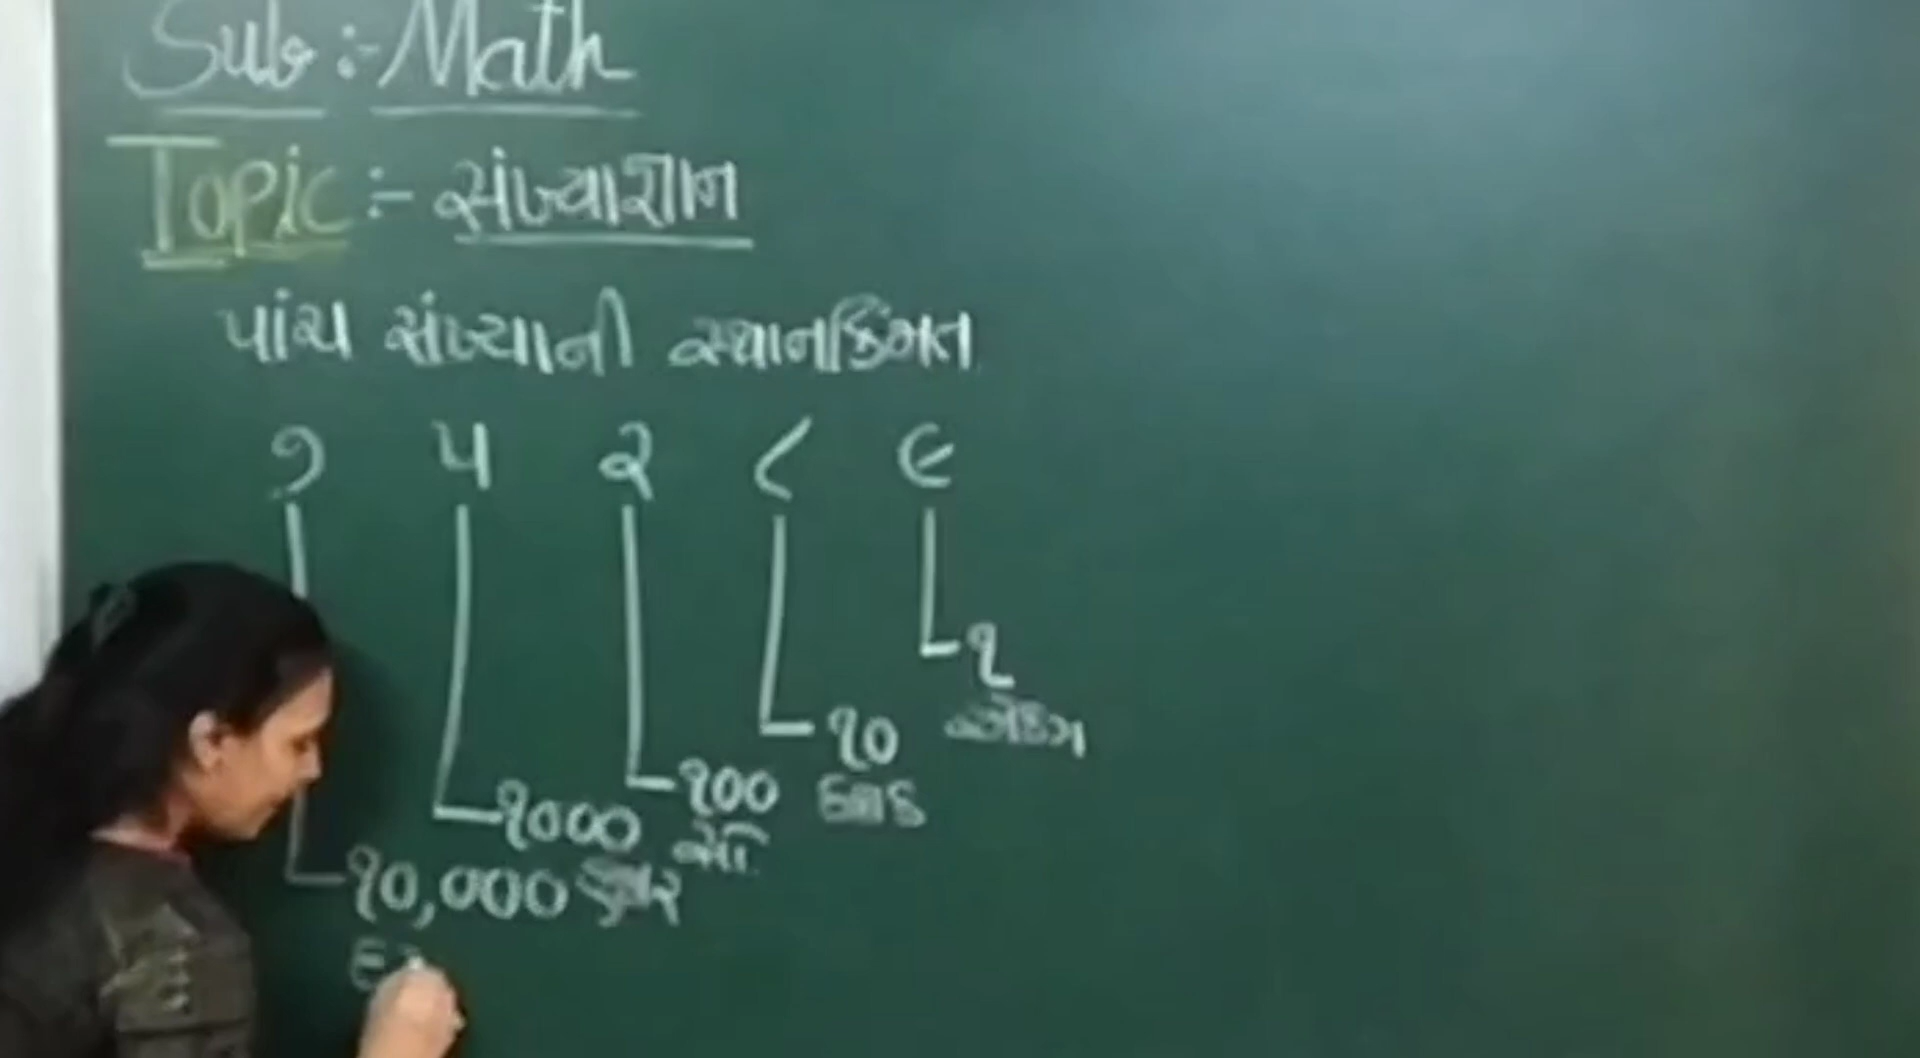 Sub :- Math
Topic :- સંખ્યાજ્ઞાન
પાંચ સંખ્યાની સ્થાનકિંમત
૭ ૫ ૨ ૮ ૯
૧
એકમ
૧૦
દશક
૧૦૦
સો
૧૦૦૦
હજાર
૧૦,૦૦૦